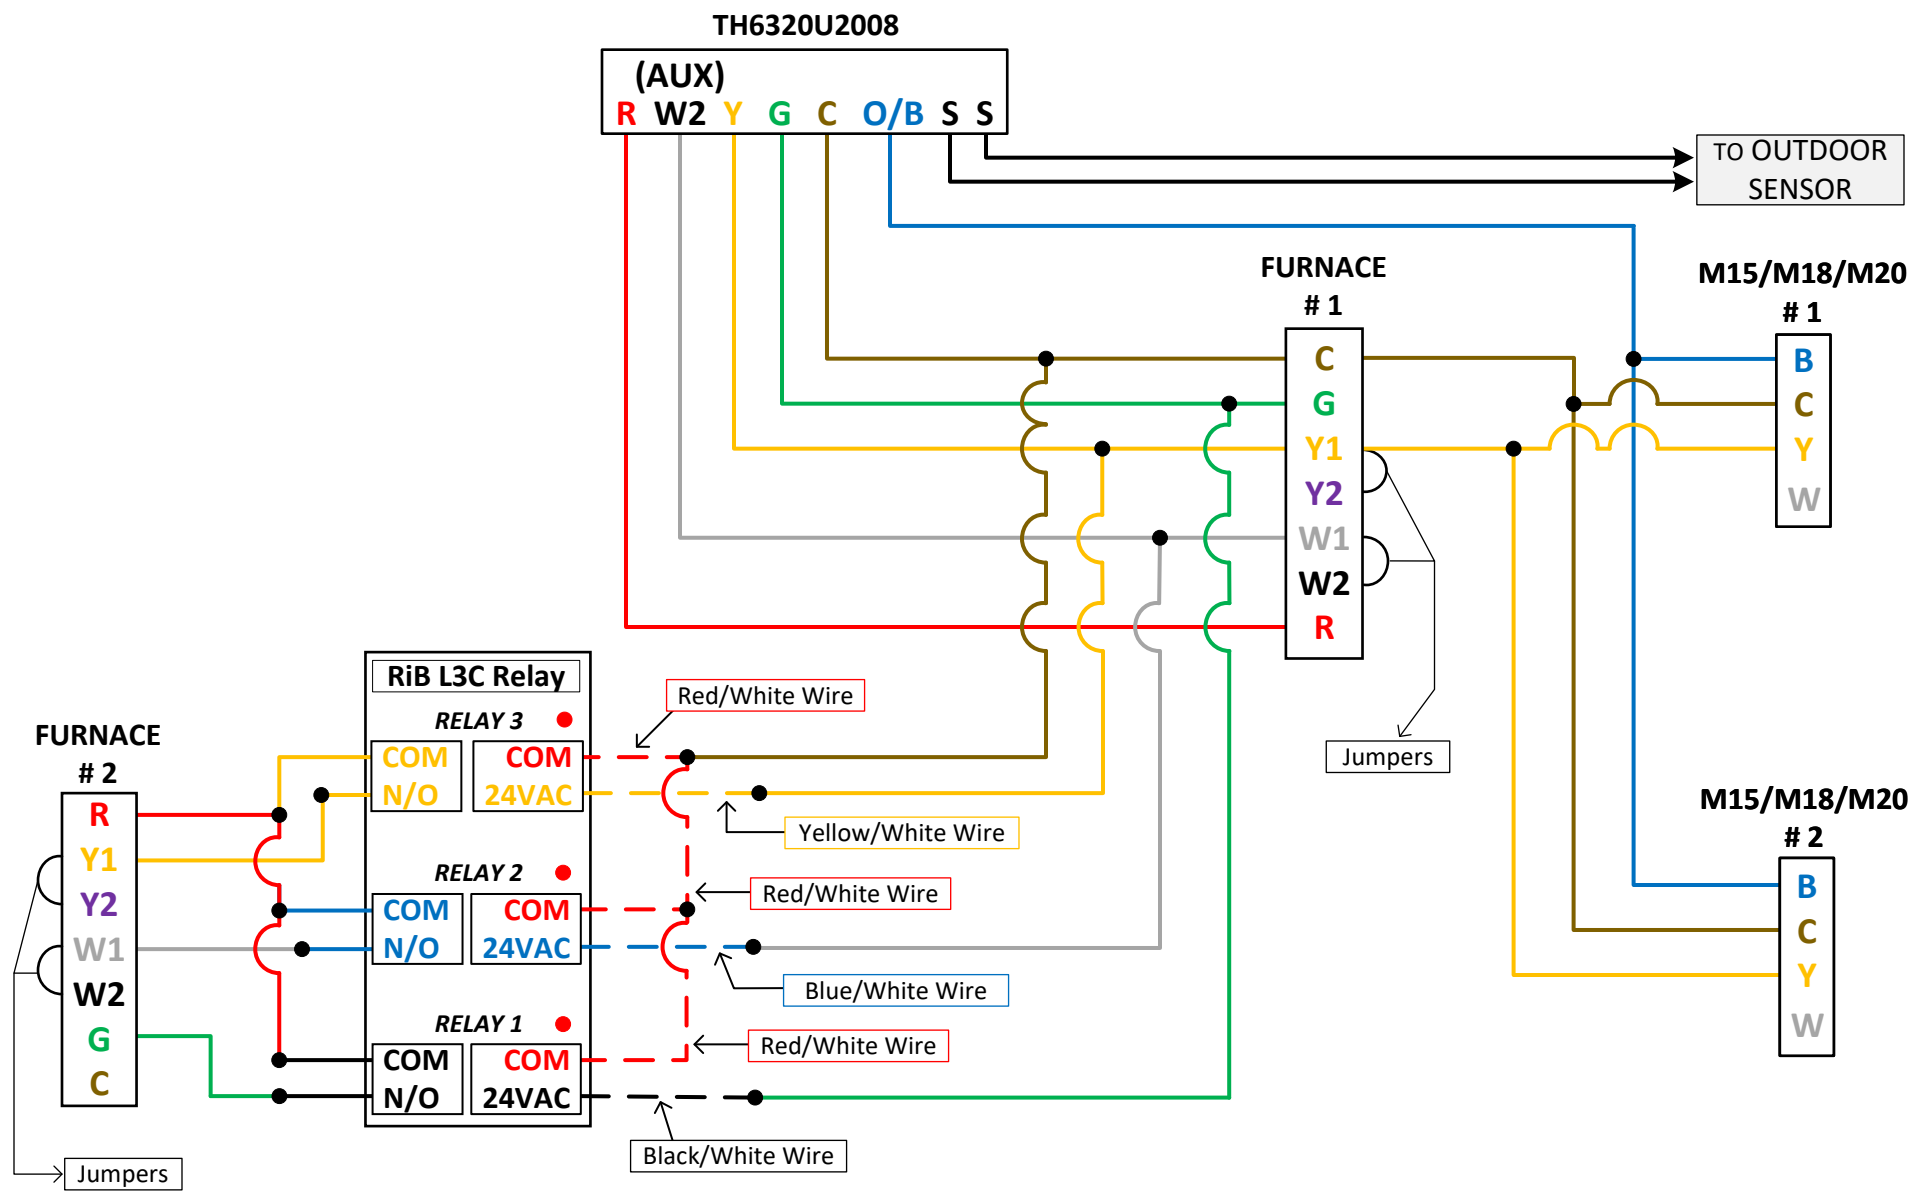 TH6320U2008
(AUX)
R W2 Y G C O/B S S
TO OUTDOOR
SENSOR
FURNACE
# 1
C
G
Y1
Y2
W1
W2
R
Jumpers
M15/M18/M20
# 1
B
C
Y
W
M15/M18/M20
# 2
B
C
Y
W
RiB L3C Relay
RELAY 3
COM COM
N/O 24VAC
RELAY 2
COM COM
N/O 24VAC
RELAY 1
COM COM
N/O 24VAC
Red/White Wire
Yellow/White Wire
Red/White Wire
Blue/White Wire
Red/White Wire
Black/White Wire
FURNACE
# 2
R
Y1
Y2
W1
W2
G
C
Jumpers